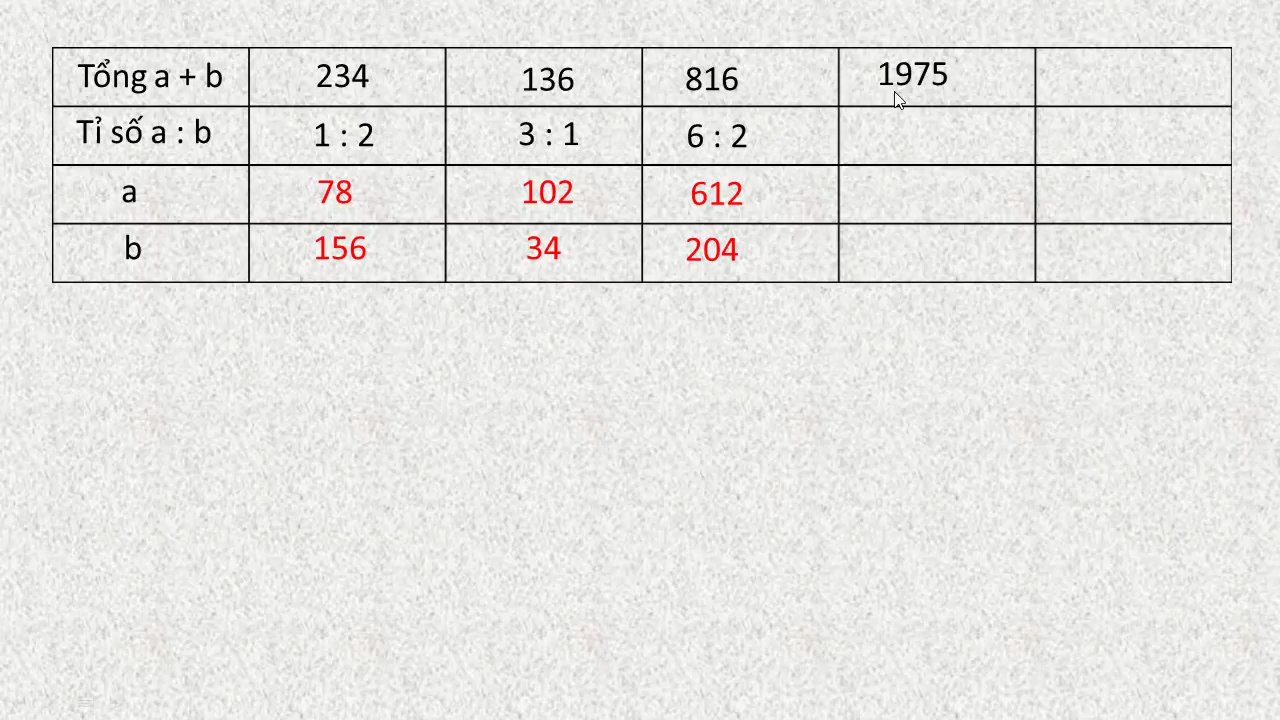 Tổng a + b 234 136 816 1975
Tỉ số a : b 1 : 2 3 : 1 6 : 2
a 78 102 612
b 156 34 204